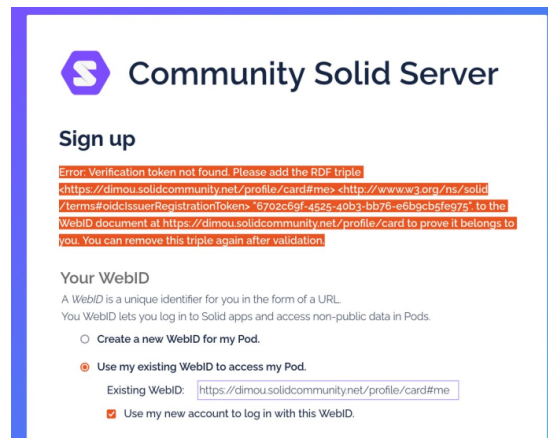 Community Solid Server
Sign up
Error: Verification token not found. Please add the RDF triple
<https://dimou.solidcommunity.net/profile/card#me> <http://www.w3.org/ns/solid
/terms#oidcIssuerRegistrationToken> "6702c69f-4525-40b3-bb76-e6b9cb5fe975". to the
WebID document at https://dimou.solidcommunity.net/profile/card to prove it belongs to
you. You can remove this triple again after validation.
Your WebID
A WebID is a unique identifier for you in the form of a URL.
You WebID lets you log in to Solid apps and access non-public data in Pods.
Create a new WebID for my Pod.
Use my existing WebID to access my Pod.
Existing WebID: https://dimou.solidcommunity.net/profile/card#me
Use my new account to log in with this WebID.